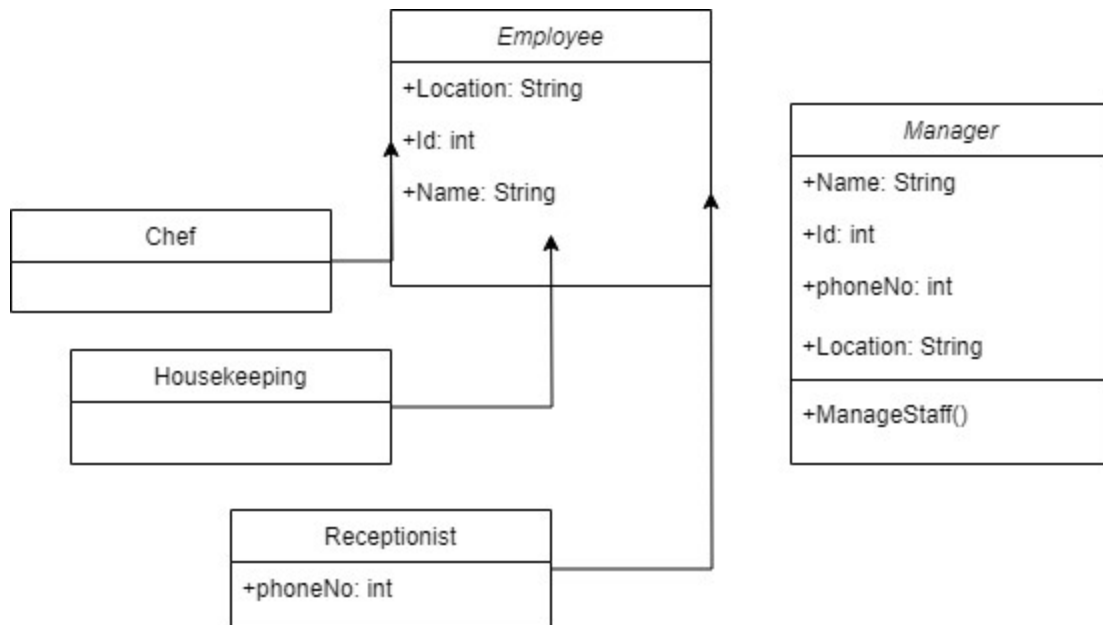 Employee
+Location: String
+Id: int
+Name: String
Manager
+Name: String
+Id: int
+phoneNo: int
+Location: String
+ManageStaff()
Chef
Housekeeping
Receptionist
+phoneNo: int